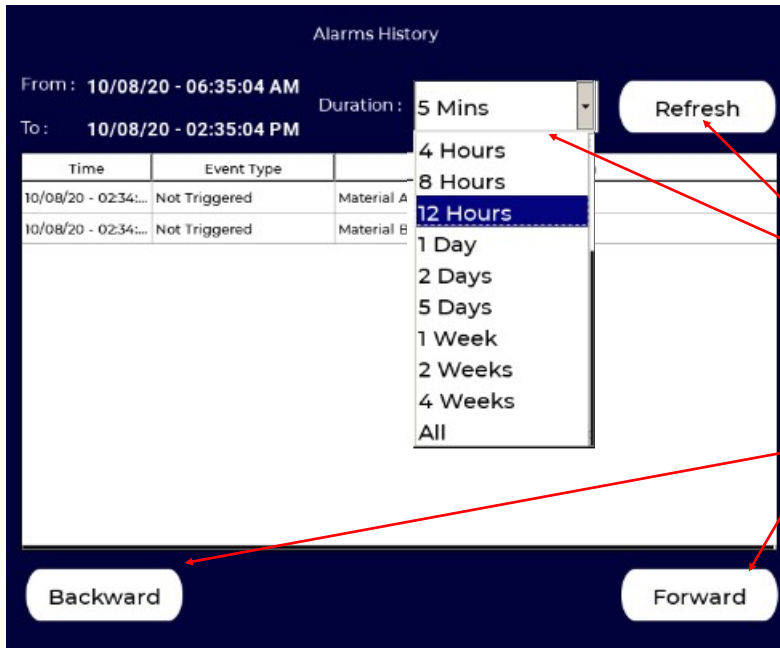 Alarms History
From : 10/08/20 - 06:35:04 AM
Duration : 5 Mins
Refresh
To : 10/08/20 - 02:35:04 PM
Time Event Type
10/08/20 - 02:34:... Not Triggered Material A
10/08/20 - 02:34:... Not Triggered Material B
4 Hours
8 Hours
12 Hours
1 Day
2 Days
5 Days
1 Week
2 Weeks
4 Weeks
All
Backward Forward